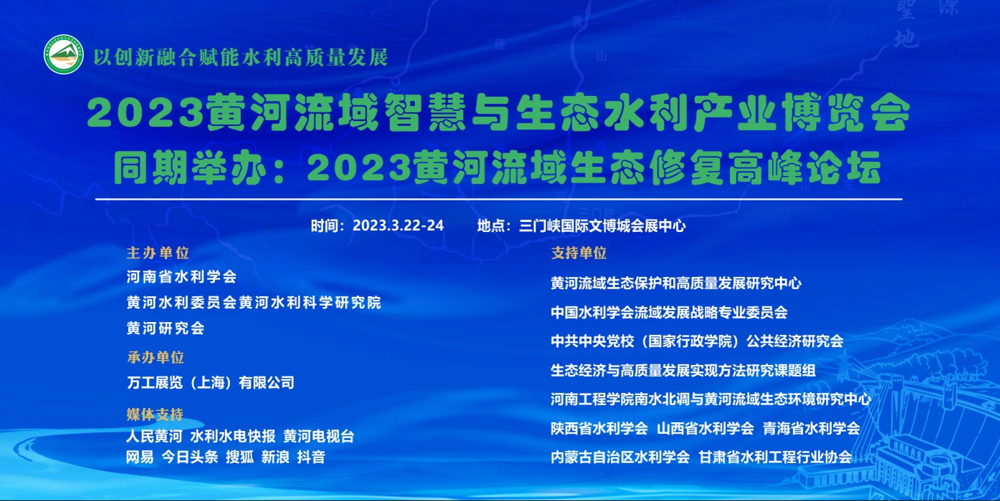 以创新融合赋能水利高质量发展
2023黄河流域智慧与生态水利产业博览会
同期举办：2023黄河流域生态修复高峰论坛
时间：2023.3.22-24 地点：三门峡国际文博城会展中心
主办单位
河南省水利学会
黄河水利委员会黄河水利科学研究院
黄河研究会
承办单位
万工展览（上海）有限公司
媒体支持
人民黄河 水利水电快报 黄河电视台
网易 今日头条 搜狐 新浪 抖音
支持单位
黄河流域生态保护和高质量发展研究中心
中国水利学会流域发展战略专业委员会
中共中央党校（国家行政学院）公共经济研究会
生态经济与高质量发展实现方法研究课题组
河南工程学院南水北调与黄河流域生态环境研究中心
陕西省水利学会 山西省水利学会 青海省水利学会
内蒙古自治区水利学会 甘肃省水利工程行业协会